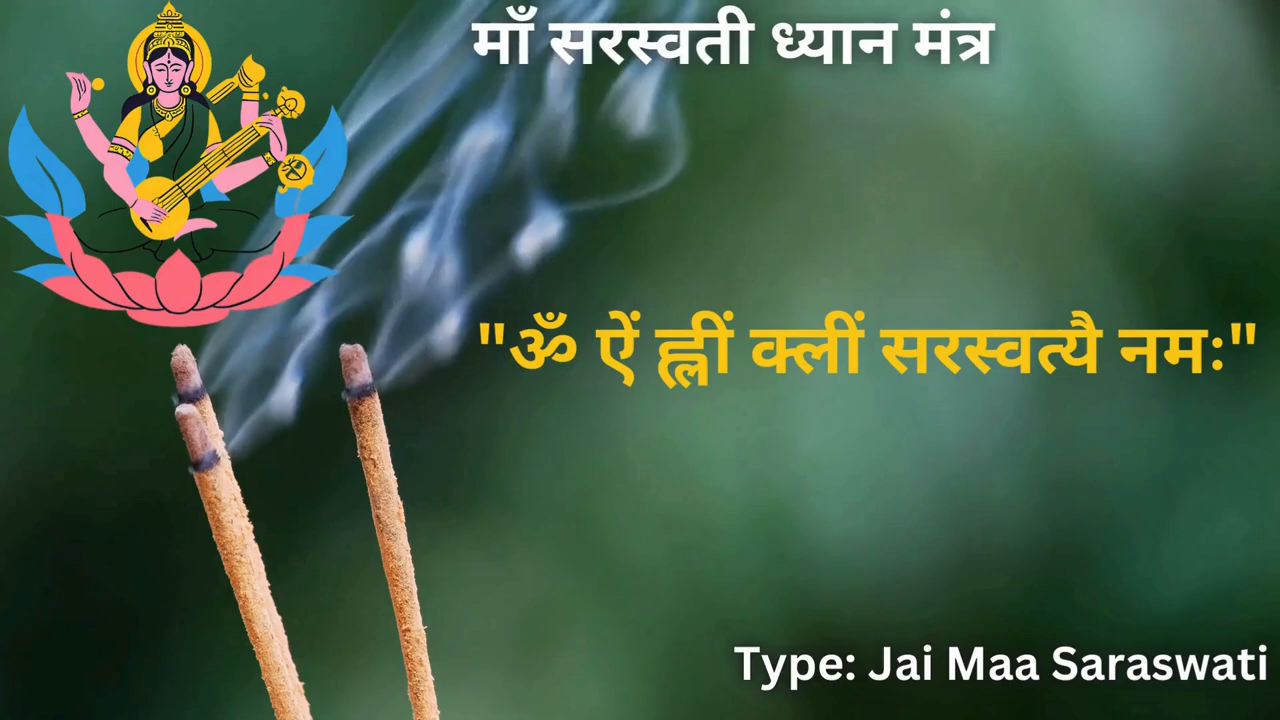 माँ सरस्वती ध्यान मंत्र
"ॐ ऐं ह्लीं क्लीं सरस्वत्यै नमः"
Type: Jai Maa Saraswati